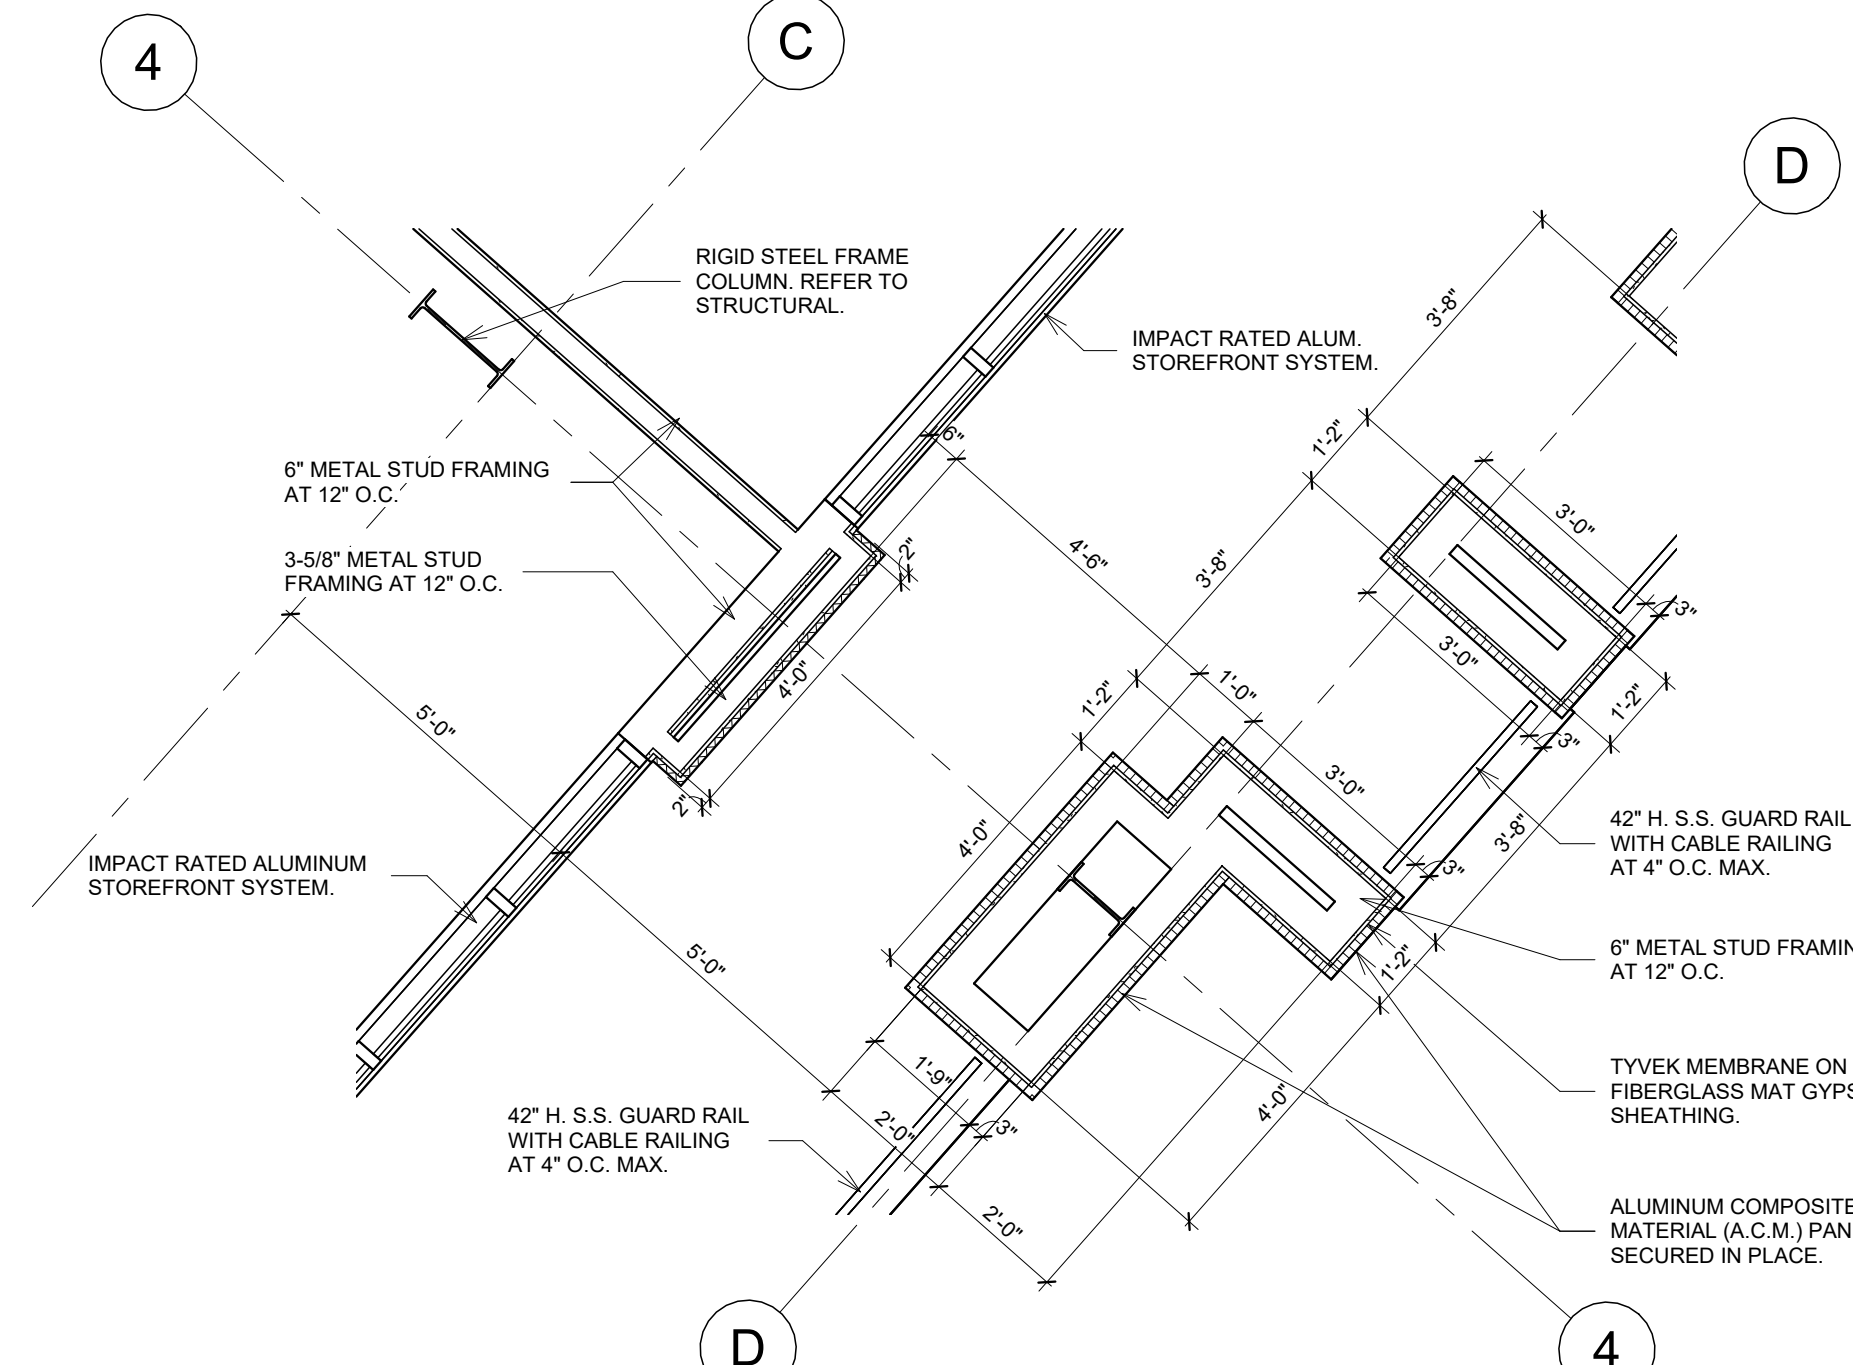 4
C
D
RIGID STEEL FRAME
COLUMN. REFER TO
STRUCTURAL.
3'-8"
IMPACT RATED ALUM.
STOREFRONT SYSTEM.
1'-2"
6"
6" METAL STUD FRAMING
AT 12" O.C.
3'-0"
4'-6"
2"
3'-8"
3-5/8" METAL STUD
FRAMING AT 12" O.C.
3"
3'-0"
4'-0"
1'-0"
1'-2"
1'-2"
5'-0"
3"
3'-0"
2"
42" H. S.S. GUARD RAIL
WITH CABLE RAILING
AT 4" O.C. MAX.
3'-8"
4'-0"
IMPACT RATED ALUMINUM
STOREFRONT SYSTEM.
3"
6" METAL STUD FRAMIN
AT 12" O.C.
5'-0"
1'-2"
1'-9"
TYVEK MEMBRANE ON
FIBERGLASS MAT GYPS
SHEATHING.
4'-0"
42" H. S.S. GUARD RAIL
WITH CABLE RAILING
AT 4" O.C. MAX.
2'-0"
3"
ALUMINUM COMPOSITE
MATERIAL (A.C.M.) PAN
SECURED IN PLACE.
2'-0"
D
4